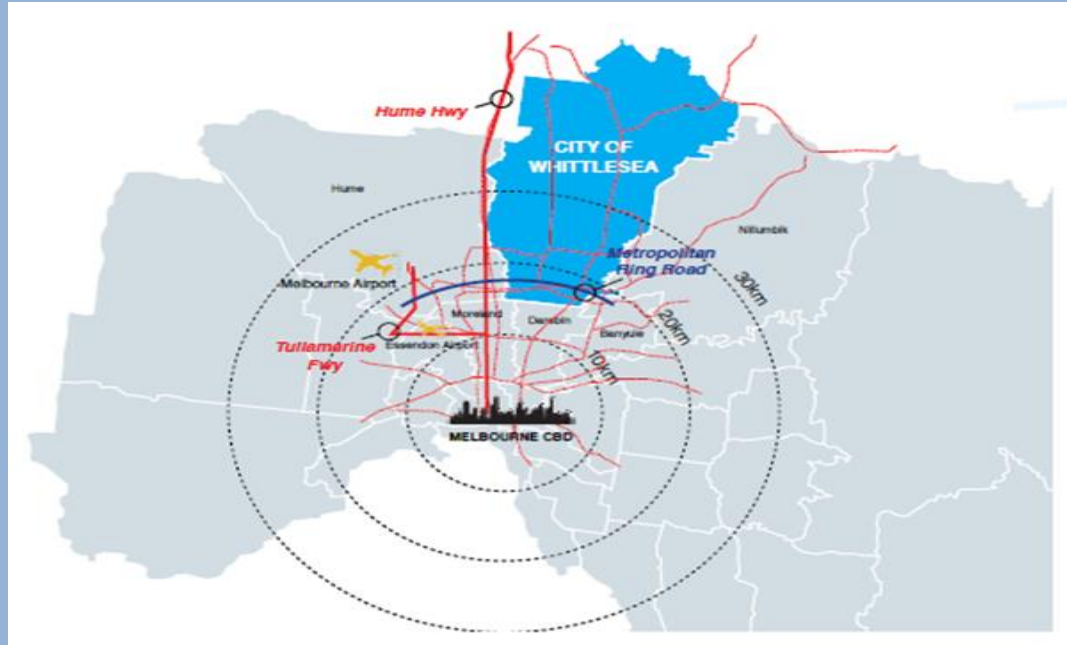 Hume Hwy
CITY OF
WHITTLESEA
Hume
Nillumbik
Metropolitan
Ring Road
Melbourne Airport
30km
Moreland
Darebin
20km
Banyule
Tullamarine
Fwy
Essendon Airport
10km
MELBOURNE CBD